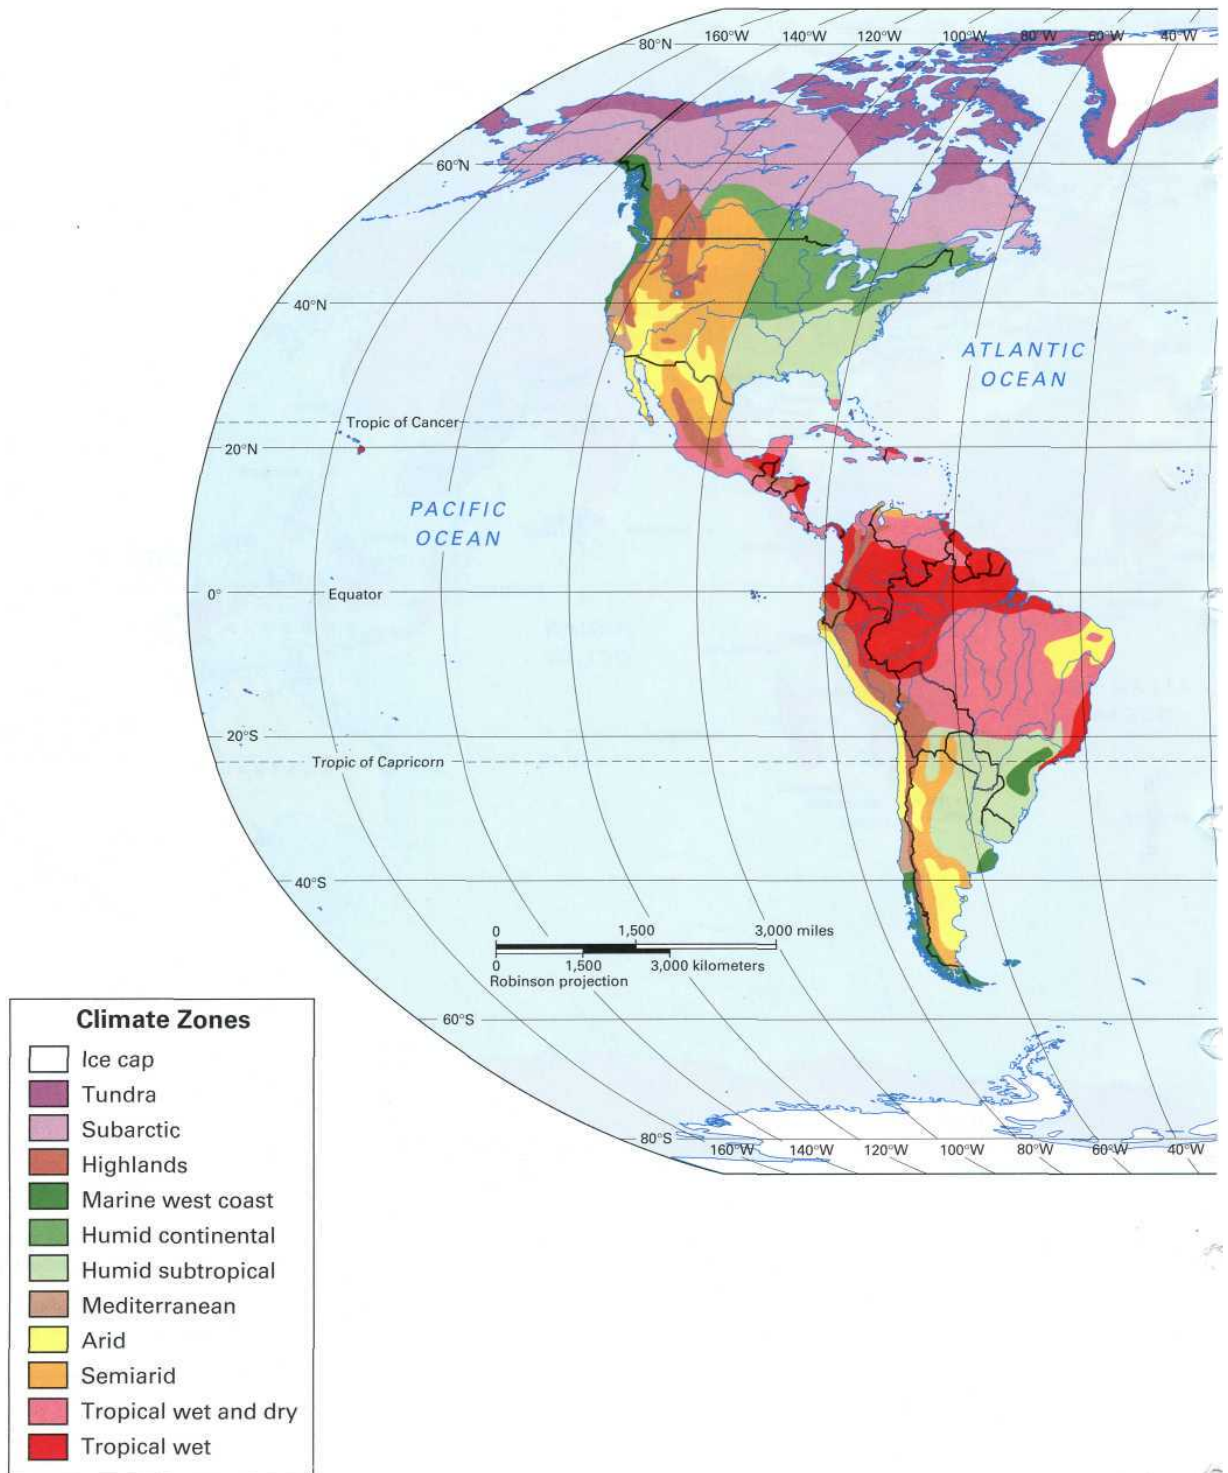 160°W 140°W 120°W 100°W 80°W 60°W 40°W
80°N
60°N
40°N
ATLANTIC
OCEAN
Tropic of Cancer
20°N
PACIFIC
OCEAN
0°
Equator
20°S
Tropic of Capricorn
40°S
0 1,500 3,000 miles
0 1,500 3,000 kilometers
Robinson projection
60°S
80°S
160°W 140°W 120°W 100°W 80°W 60°W 40°W
Climate Zones
Ice cap
Tundra
Subarctic
Highlands
Marine west coast
Humid continental
Humid subtropical
Mediterranean
Arid
Semiarid
Tropical wet and dry
Tropical wet